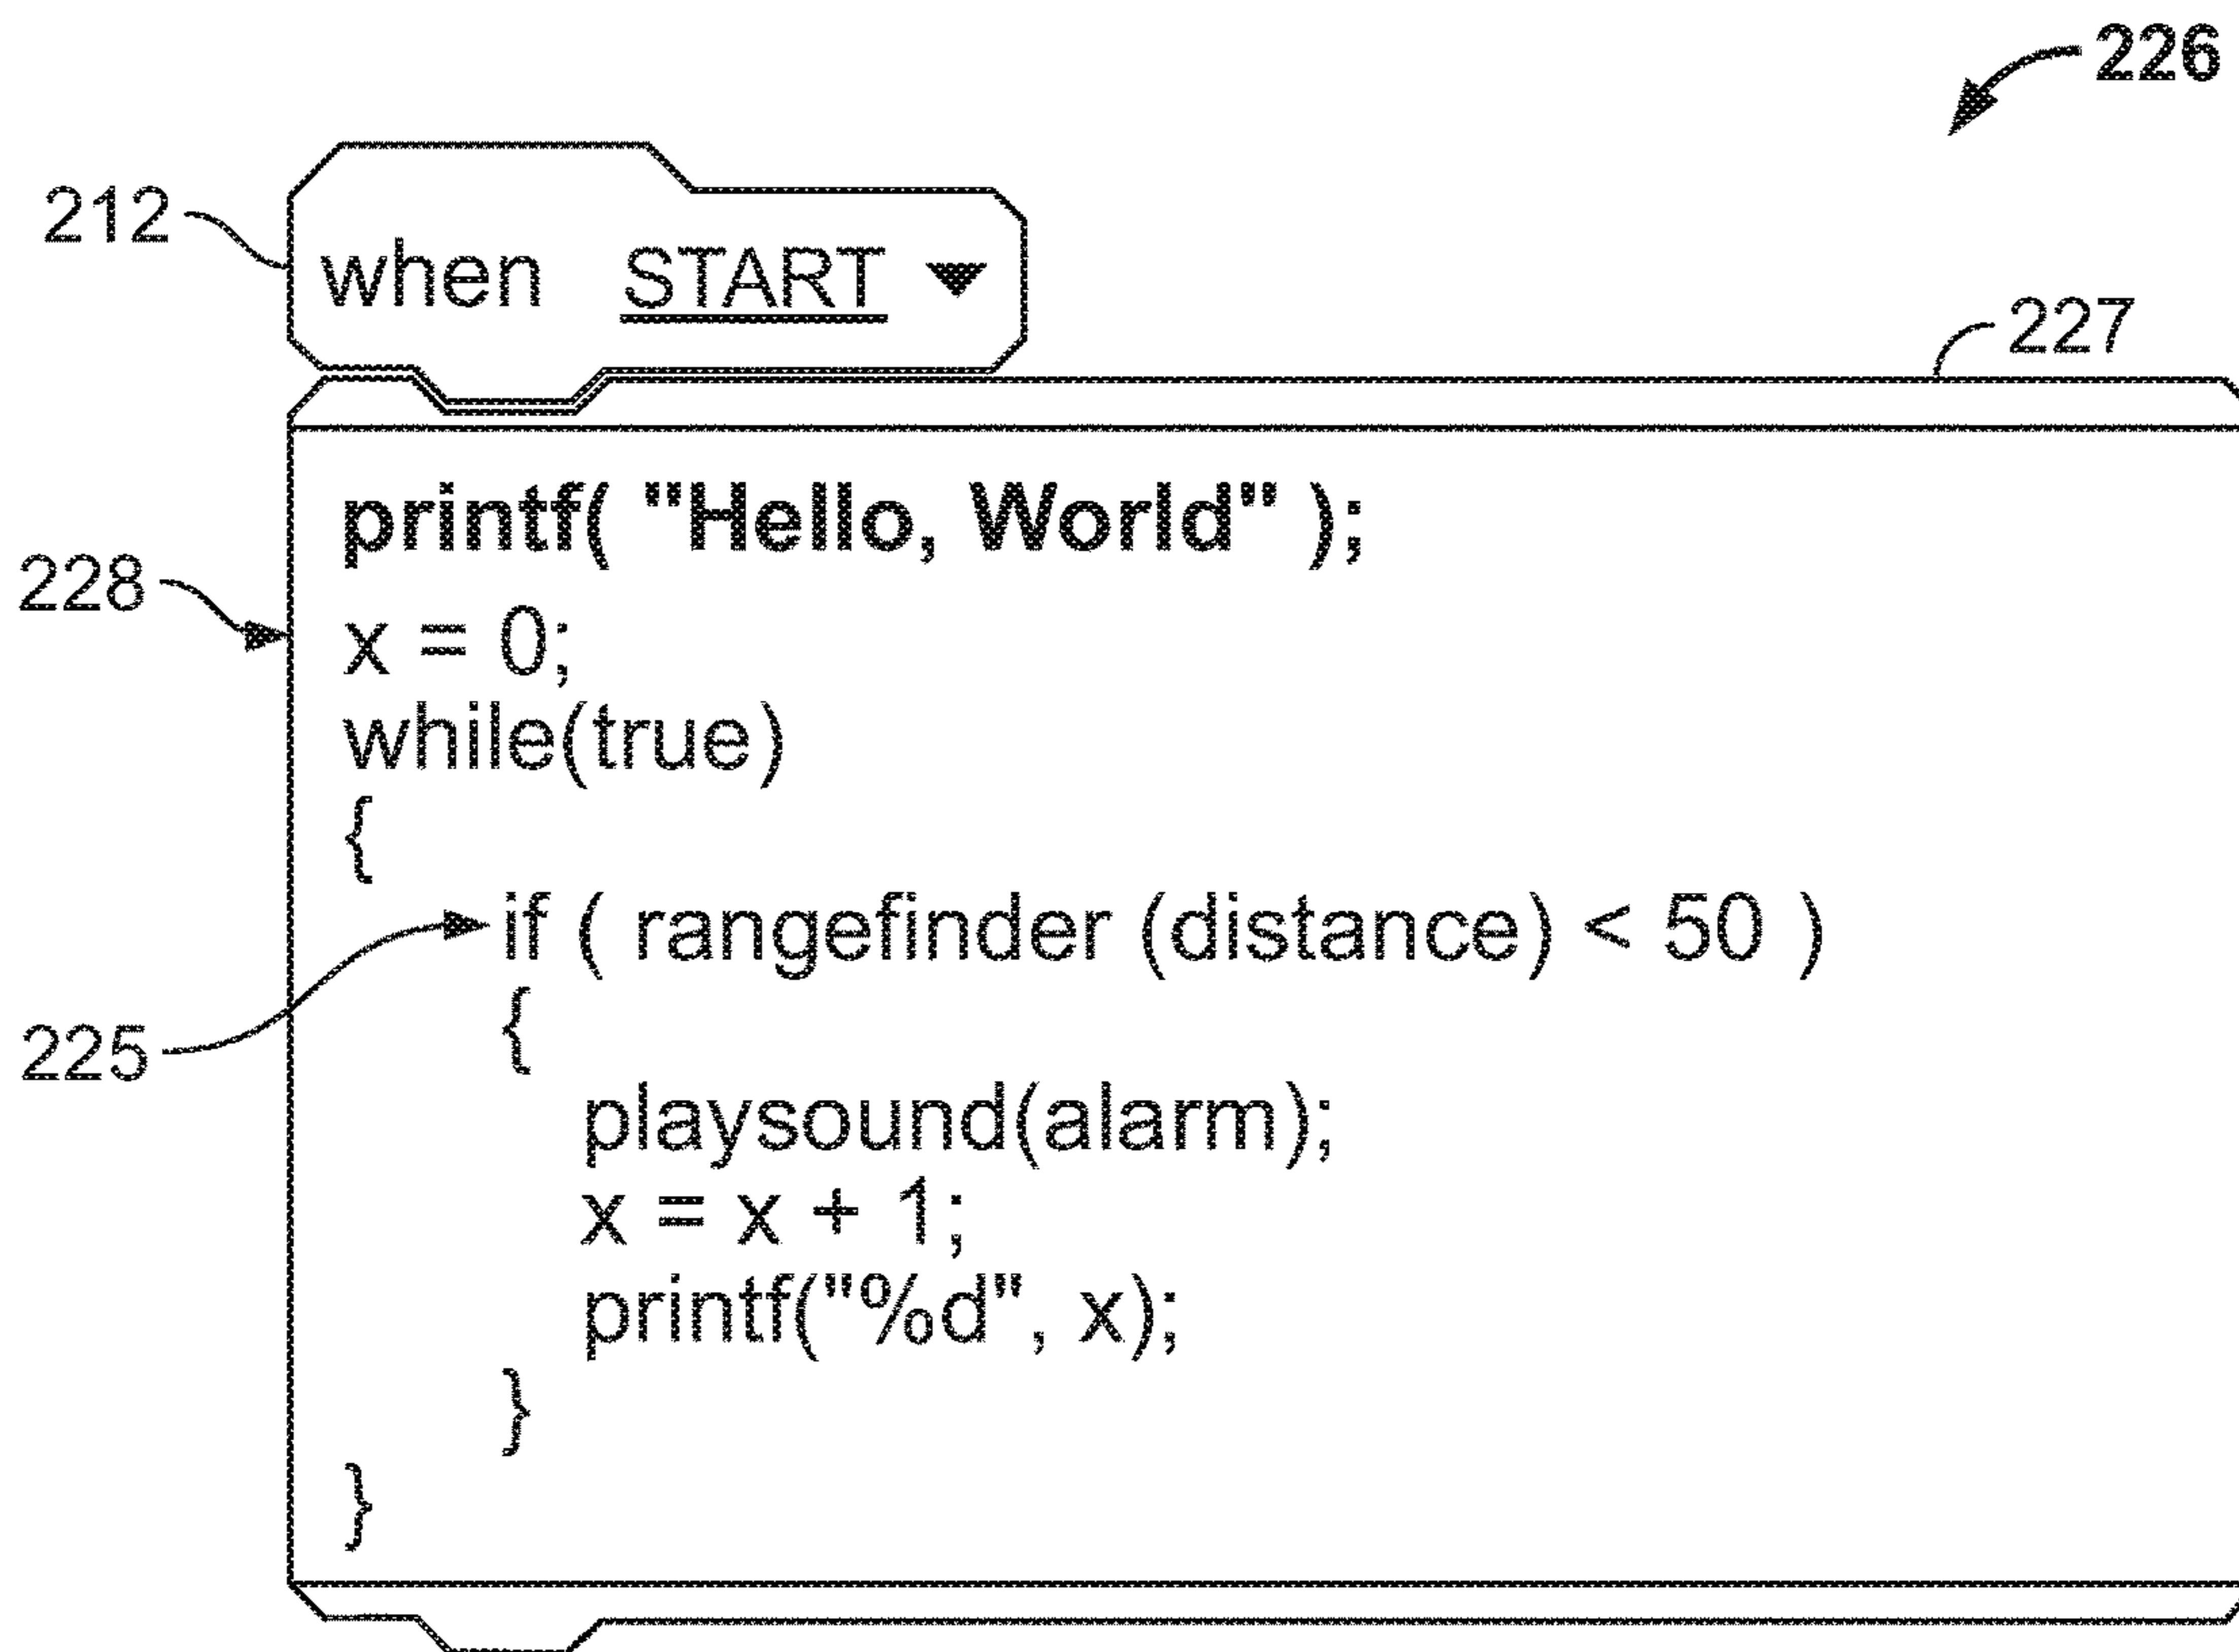 226
212
when START ▼
227
printf( "Hello, World" );
228
x = 0;
while(true)
{
225
if ( rangefinder (distance) < 50 )
{
playsound(alarm);
x = x + 1;
printf("%d", x);
}
}